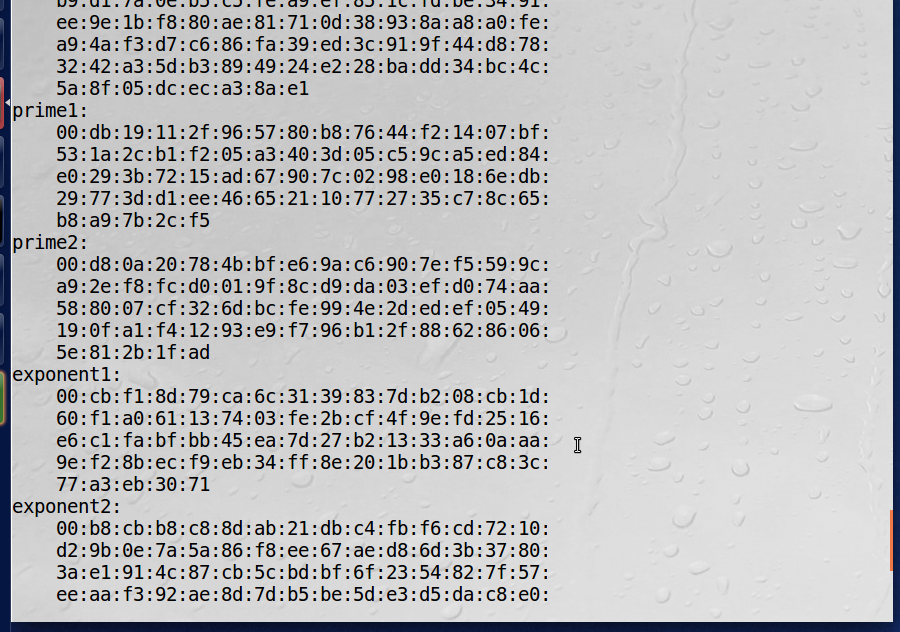 b9:d1:7a:0e:b5:c5:fe:a9:ef:85:1c:fd:be:34:91:
ee:9e:1b:f8:80:ae:81:71:0d:38:93:8a:a8:a0:fe:
a9:4a:f3:d7:c6:86:fa:39:ed:3c:91:9f:44:d8:78:
32:42:a3:5d:b3:89:49:24:e2:28:ba:dd:34:bc:4c:
5a:8f:05:dc:ec:a3:8a:e1
prime1:
00:db:19:11:2f:96:57:80:b8:76:44:f2:14:07:bf:
53:1a:2c:b1:f2:05:a3:40:3d:05:c5:9c:a5:ed:84:
e0:29:3b:72:15:ad:67:90:7c:02:98:e0:18:6e:db:
29:77:3d:d1:ee:46:65:21:10:77:27:35:c7:8c:65:
b8:a9:7b:2c:f5
prime2:
00:d8:0a:20:78:4b:bf:e6:9a:c6:90:7e:f5:59:9c:
a9:2e:f8:fc:d0:01:9f:8c:d9:da:03:ef:d0:74:aa:
58:80:07:cf:32:6d:bc:fe:99:4e:2d:ed:ef:05:49:
19:0f:a1:f4:12:93:e9:f7:96:b1:2f:88:62:86:06:
5e:81:2b:1f:ad
exponent1:
00:cb:f1:8d:79:ca:6c:31:39:83:7d:b2:08:cb:1d:
60:f1:a0:61:13:74:03:fe:2b:cf:4f:9e:fd:25:16:
e6:c1:fa:bf:bb:45:ea:7d:27:b2:13:33:a6:0a:aa:
9e:f2:8b:ec:f9:eb:34:ff:8e:20:1b:b3:87:c8:3c:
77:a3:eb:30:71
exponent2:
00:b8:cb:b8:c8:8d:ab:21:db:c4:fb:f6:cd:72:10:
d2:9b:0e:7a:5a:86:f8:ee:67:ae:d8:6d:3b:37:80:
3a:e1:91:4c:87:cb:5c:bd:bf:6f:23:54:82:7f:57:
ee:aa:f3:92:ae:8d:7d:b5:be:5d:e3:d5:da:c8:e0: